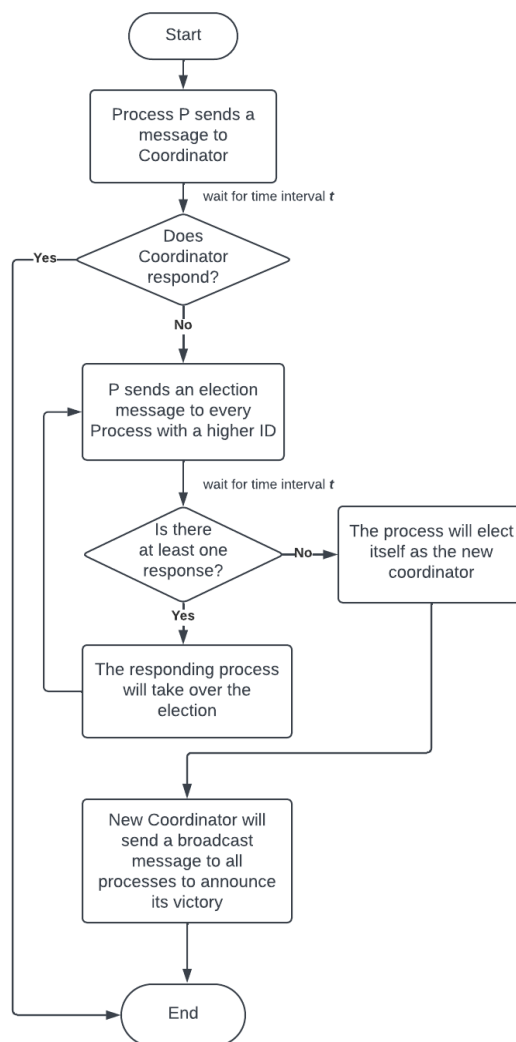 Start
Process P sends a
message to
Coordinator
wait for time interval t
Does
Coordinator
respond?
Yes
No
P sends an election
message to every
Process with a higher ID
wait for time interval t
Is there
at least one
response?
No
The process will elect
itself as the new
coordinator
Yes
The responding process
will take over the
election
New Coordinator will
send a broadcast
message to all
processes to announce
its victory
End